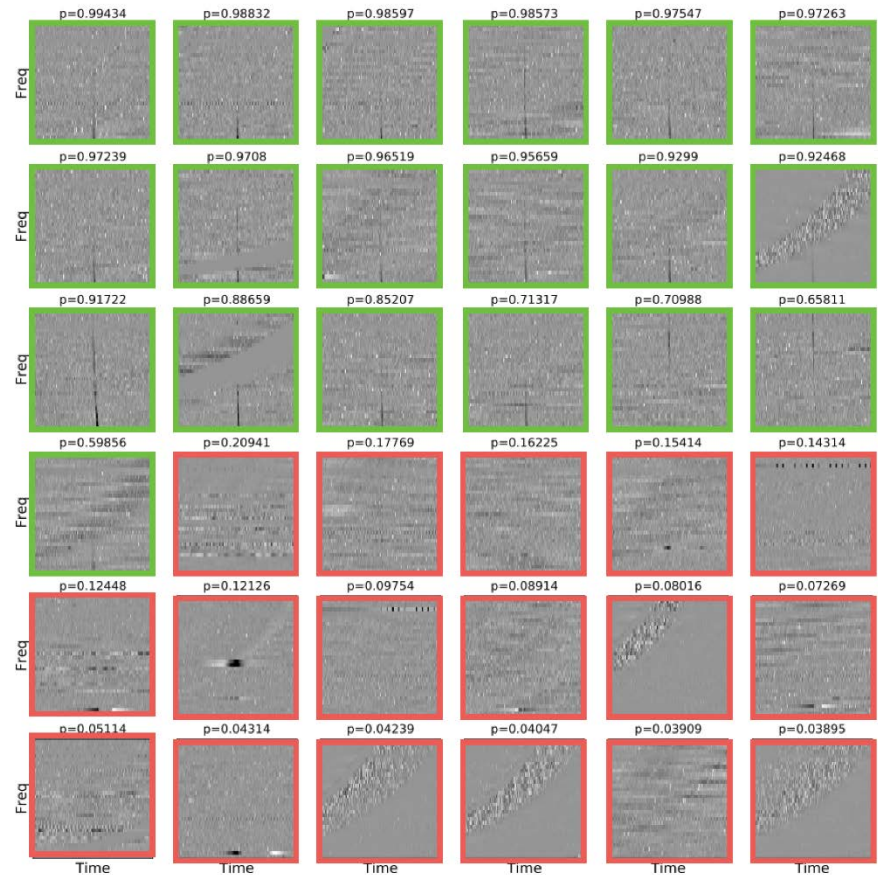 p=0.99434 p=0.98832 p=0.98597 p=0.98573 p=0.97547 p=0.97263
Freq
p=0.97239 p=0.9708 p=0.96519 p=0.95659 p=0.9299 p=0.92468
Freq
p=0.91722 p=0.88659 p=0.85207 p=0.71317 p=0.70988 p=0.65811
Freq
p=0.59856 p=0.20941 p=0.17769 p=0.16225 p=0.15414 p=0.14314
Freq
p=0.12448 p=0.12126 p=0.09754 p=0.08914 p=0.08016 p=0.07269
Freq
p=0.05114 p=0.04314 p=0.04239 p=0.04047 p=0.03909 p=0.03895
Freq
Time Time Time Time Time Time